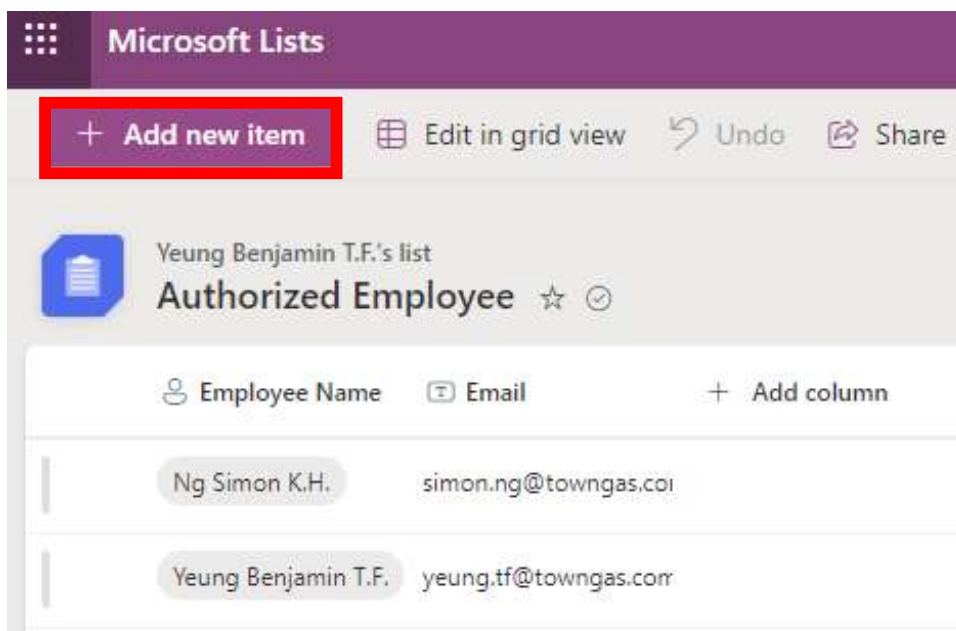 Microsoft Lists
+ Add new item Edit in grid view Undo Share
Yeung Benjamin T.F.'s list
Authorized Employee
Employee Name Email + Add column
Ng Simon K.H. simon.ng@towngas.co
Yeung Benjamin T.F. yeung.tf@towngas.com